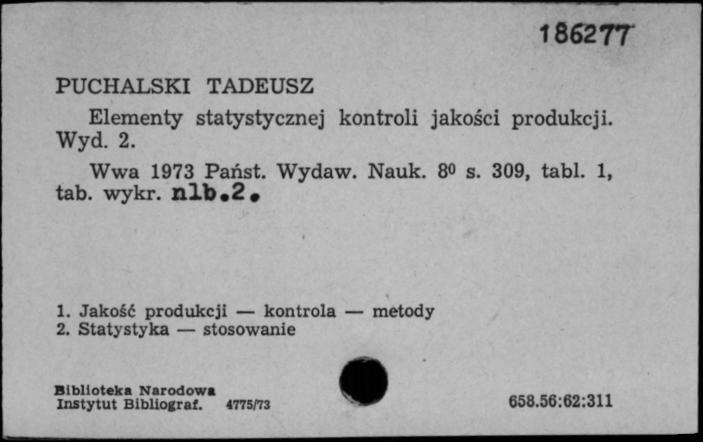 186277
PUCHALSKI TADEUSZ
Elementy statystycznej kontroli jakości produkcji.
Wyd. 2.
Wwa 1973 Państ. Wydaw. Nauk. 8⁰ s. 309, tabl. 1,
tab. wykr. nlb.2.
1. Jakość produkcji — kontrola — metody
2. Statystyka — stosowanie
Biblioteka Narodowa
Instytut Bibliograf. 4775/73
658.56:62:311